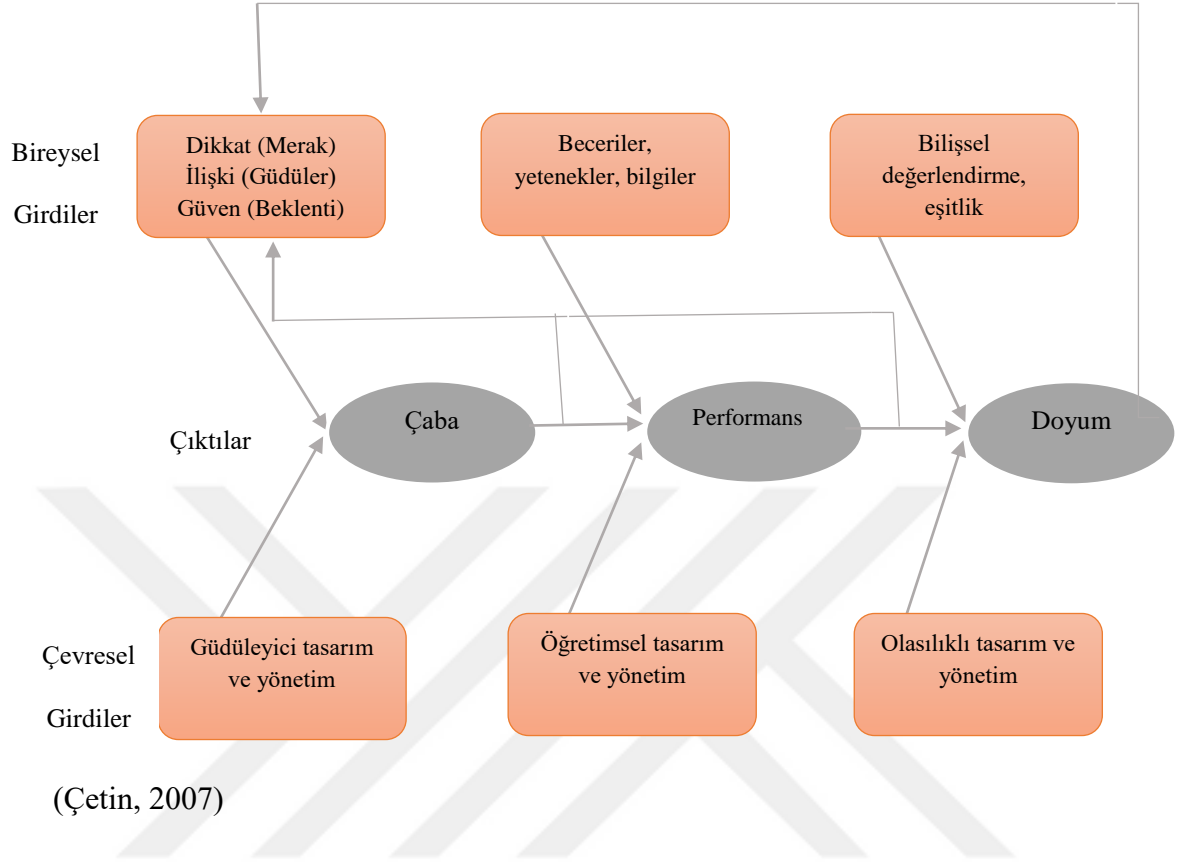 Bireysel
Girdiler
Dikkat (Merak)
İlişki (Güdüler)
Güven (Beklenti)
Beceriler,
yetenekler, bilgiler
Bilişsel
değerlendirme,
eşitlik
Çıktılar
Çaba
Performans
Doyum
Çevresel
Girdiler
Güdüleyici tasarım
ve yönetim
Öğretimsel tasarım
ve yönetim
Olasılıklı tasarım ve
yönetim
(Çetin, 2007)